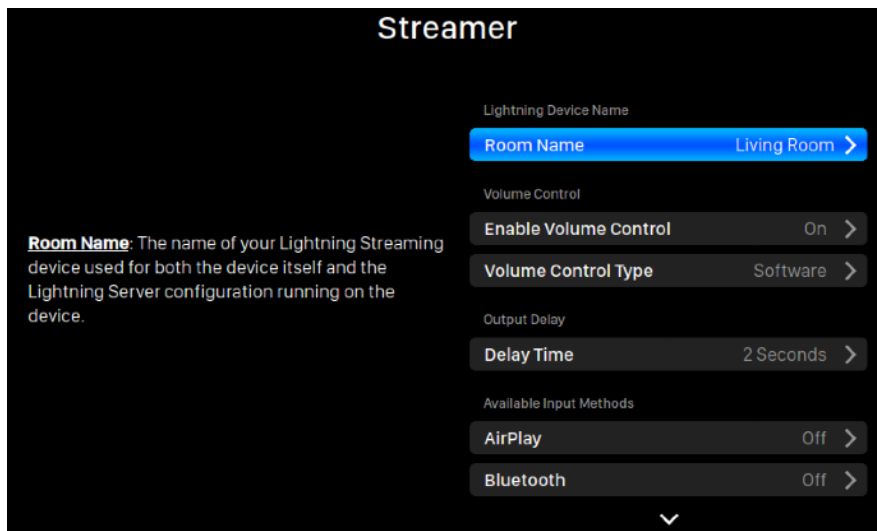 Streamer
Room Name: The name of your Lightning Streaming
device used for both the device itself and the
Lightning Server configuration running on the
device.
Lightning Device Name
Room Name Living Room
Volume Control
Enable Volume Control On
Volume Control Type Software
Output Delay
Delay Time 2 Seconds
Available Input Methods
AirPlay Off
Bluetooth Off